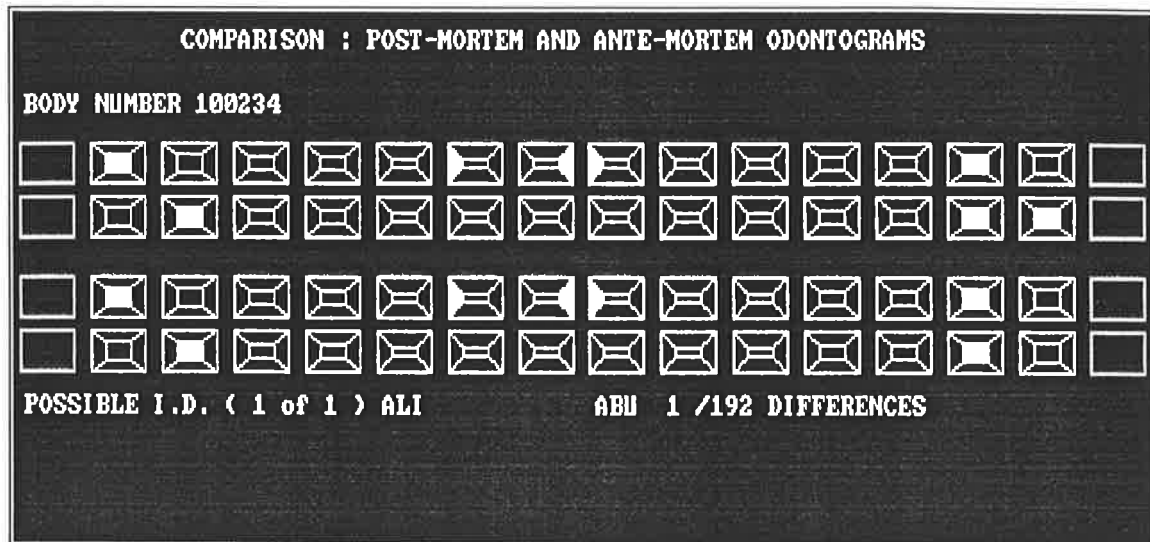 COMPARISON : POST-MORTEM AND ANTE-MORTEM ODONTOGRAMS
BODY NUMBER 100234
POSSIBLE I.D. ( 1 of 1 ) ALI ABU 1 /192 DIFFERENCES